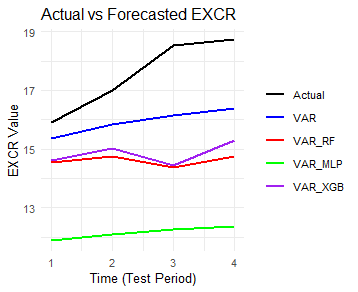 Actual vs Forecasted EXCR
19
17
15
13
EXCR Value
1 2 3 4
Time (Test Period)
Actual
VAR
VAR_RF
VAR_MLP
VAR_XGB